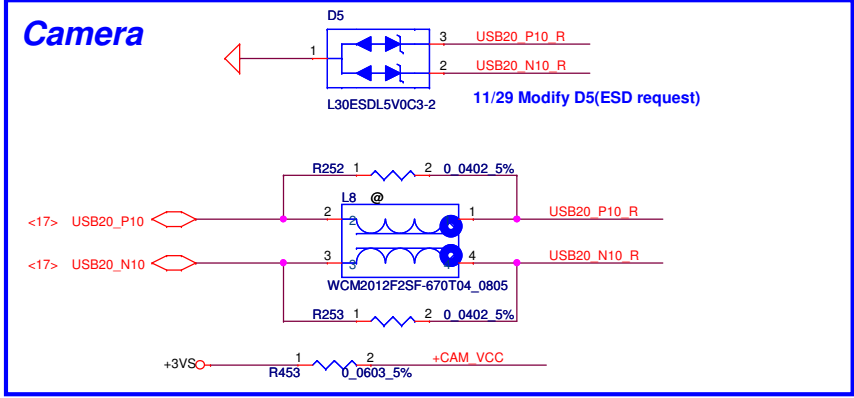 Camera
D5
1
3 USB20_P10_R
2 USB20_N10_R
L30ESDL5V0C3-2
11/29 Modify D5(ESD request)
R252 1 2 0_0402_5%
L8 @
<17> USB20_P10 2 2 1 USB20_P10_R
<17> USB20_N10 3 3 4 USB20_N10_R
WCM2012F2SF-670T04_0805
R253 1 2 0_0402_5%
+3VS 1 2 +CAM_VCC
R453 0_0603_5%